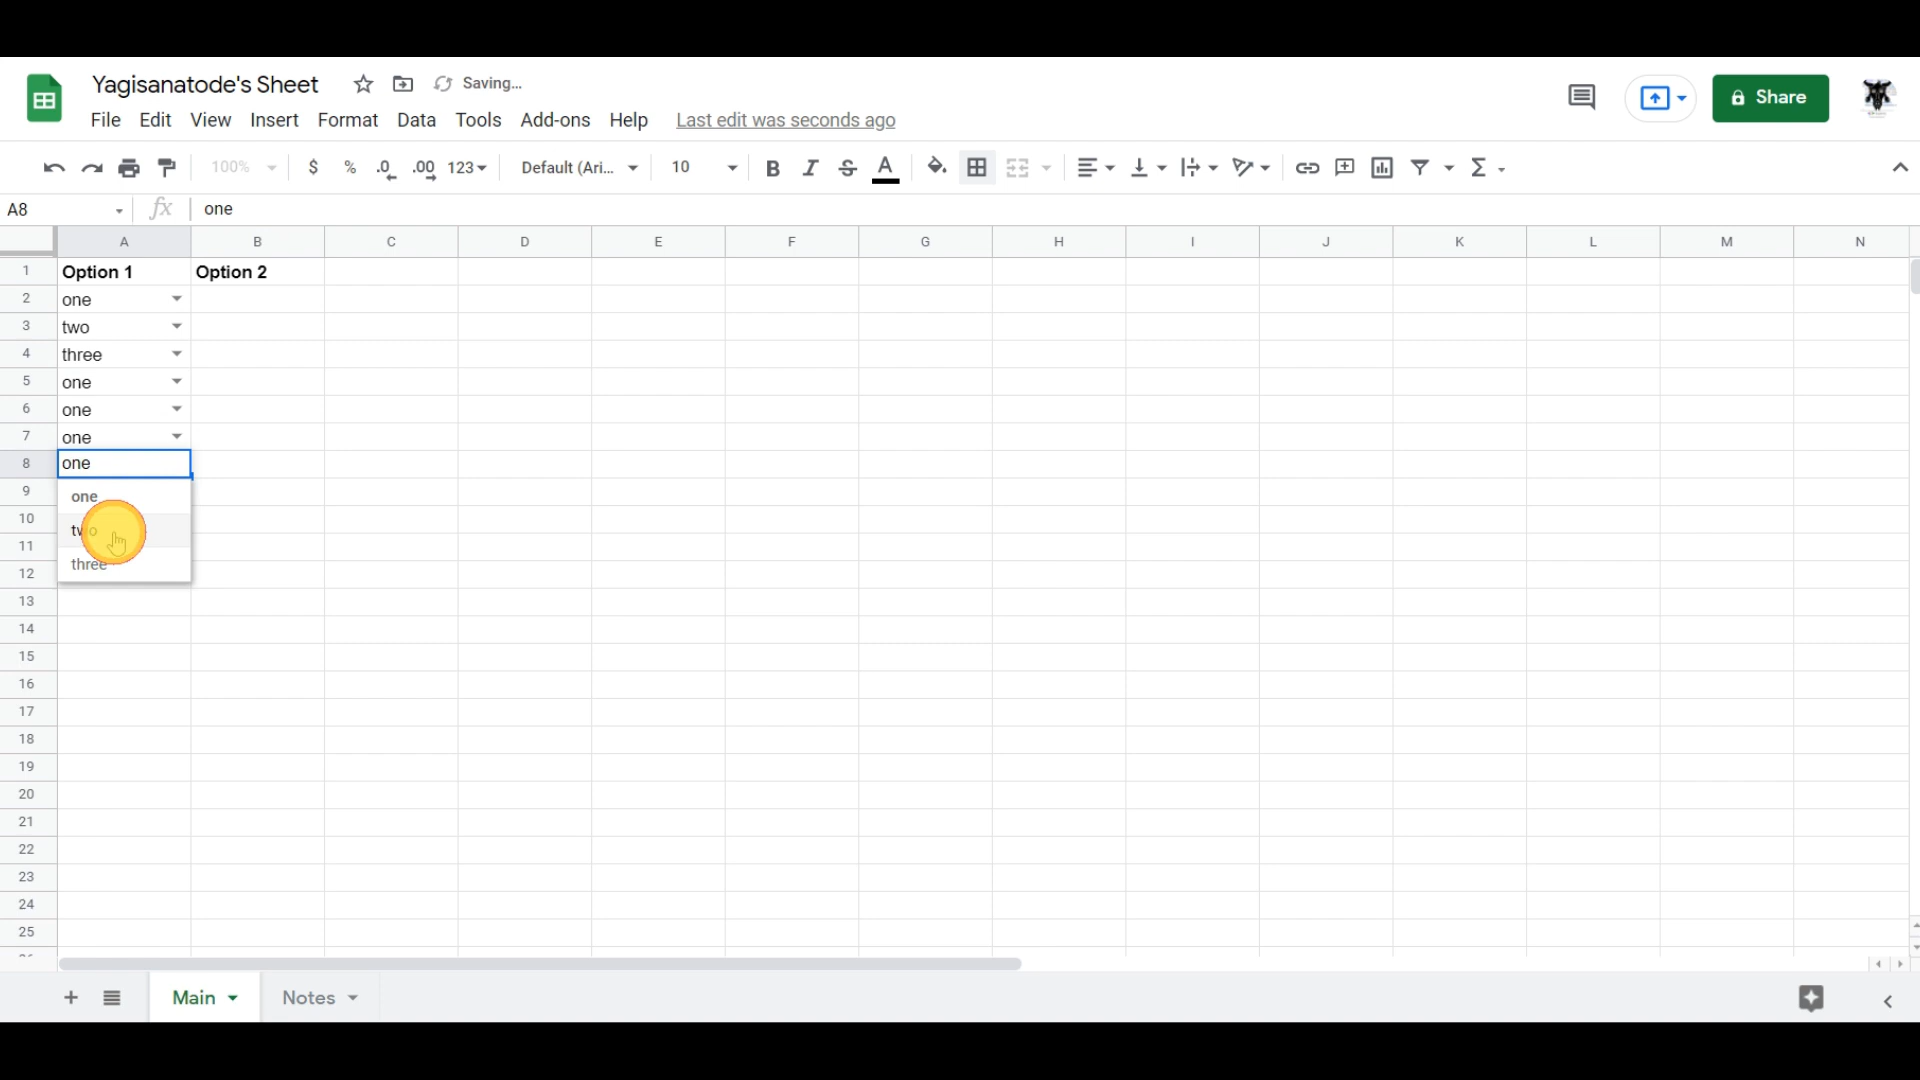 Yagisanatode's Sheet Saving...
File Edit View Insert Format Data Tools Add-ons Help Last edit was seconds ago
100% $ % .0 .00 123 Default (Ari... 10 B I S A Σ
Share
A8 fx one
A B C D E F G H I J K L M N
1 Option 1 Option 2
2 one
3 two
4 three
5 one
6 one
7 one
8 one
9 one
10 two
11
12 three
13
14
15
16
17
18
19
20
21
22
23
24
25
+ Main Notes